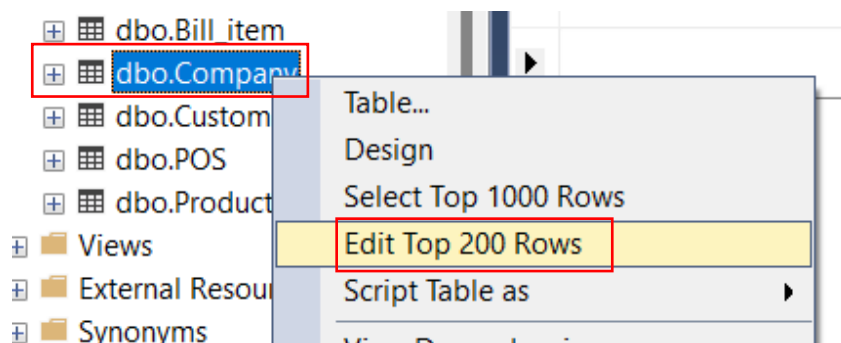 dbo.Bill_item
dbo.Company
dbo.Custom
dbo.POS
dbo.Product
Views
External Resou
Synonyms
Table...
Design
Select Top 1000 Rows
Edit Top 200 Rows
Script Table as